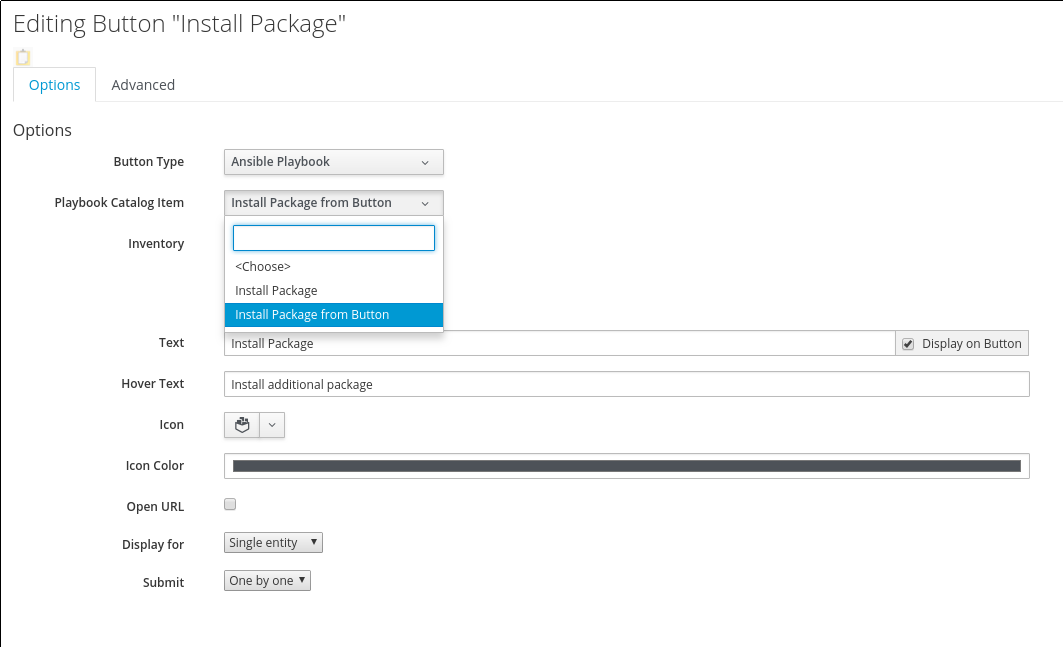 Editing Button "Install Package"
Options Advanced
Options
Button Type Ansible Playbook
Playbook Catalog Item Install Package from Button
Inventory
<Choose>
Install Package
Install Package from Button
Text Install Package Display on Button
Hover Text Install additional package
Icon
Icon Color
Open URL
Display for Single entity
Submit One by one